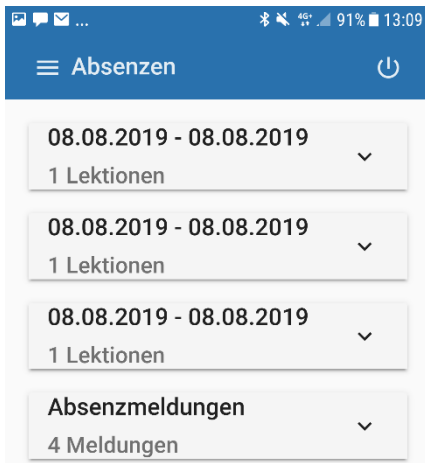 ... 4G+ 91% 13:09
Absenzen
08.08.2019 - 08.08.2019
1 Lektionen
08.08.2019 - 08.08.2019
1 Lektionen
08.08.2019 - 08.08.2019
1 Lektionen
Absenzmeldungen
4 Meldungen